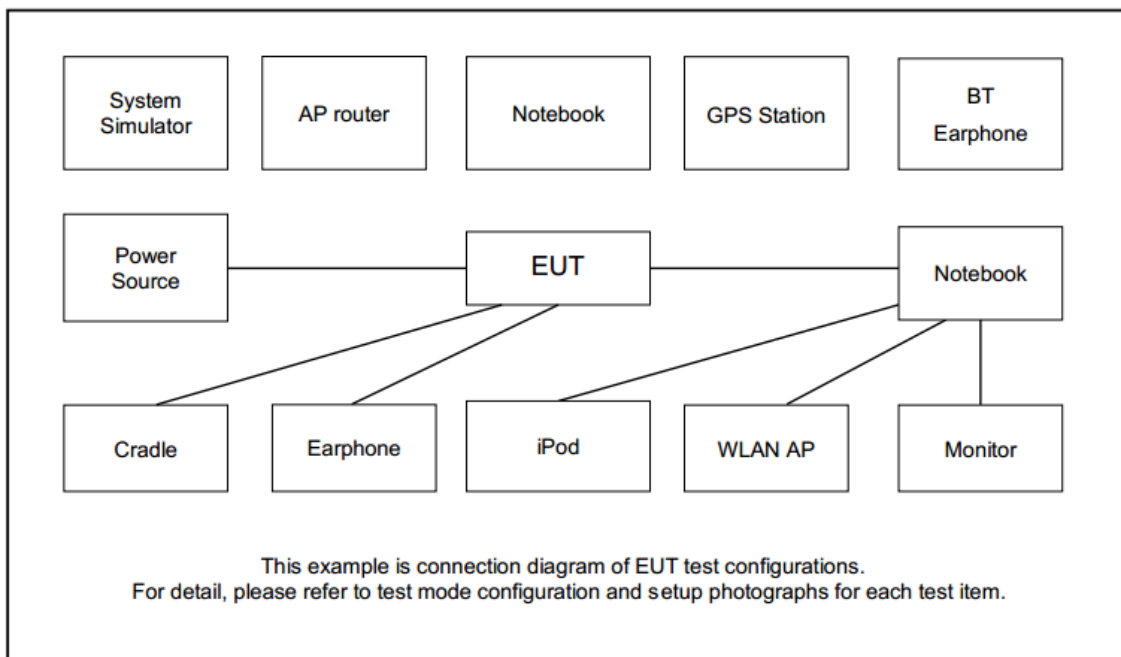 System
Simulator
AP router
Notebook
GPS Station
BT
Earphone
Power
Source
EUT
Notebook
Cradle
Earphone
iPod
WLAN AP
Monitor
This example is connection diagram of EUT test configurations.
For detail, please refer to test mode configuration and setup photographs for each test item.